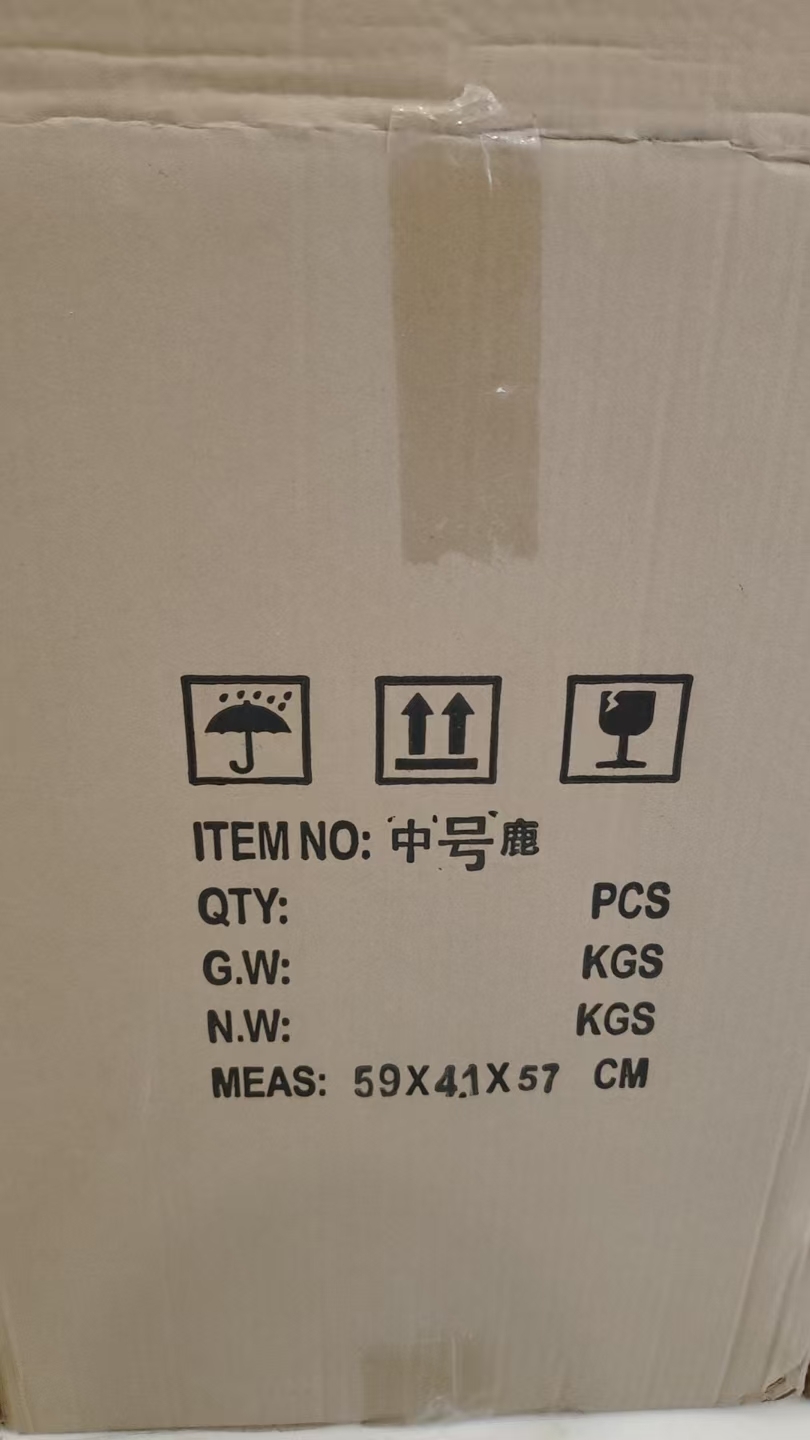 ITEM NO: 中号鹿
QTY: PCS
G.W: KGS
N.W: KGS
MEAS: 59X41X57 CM